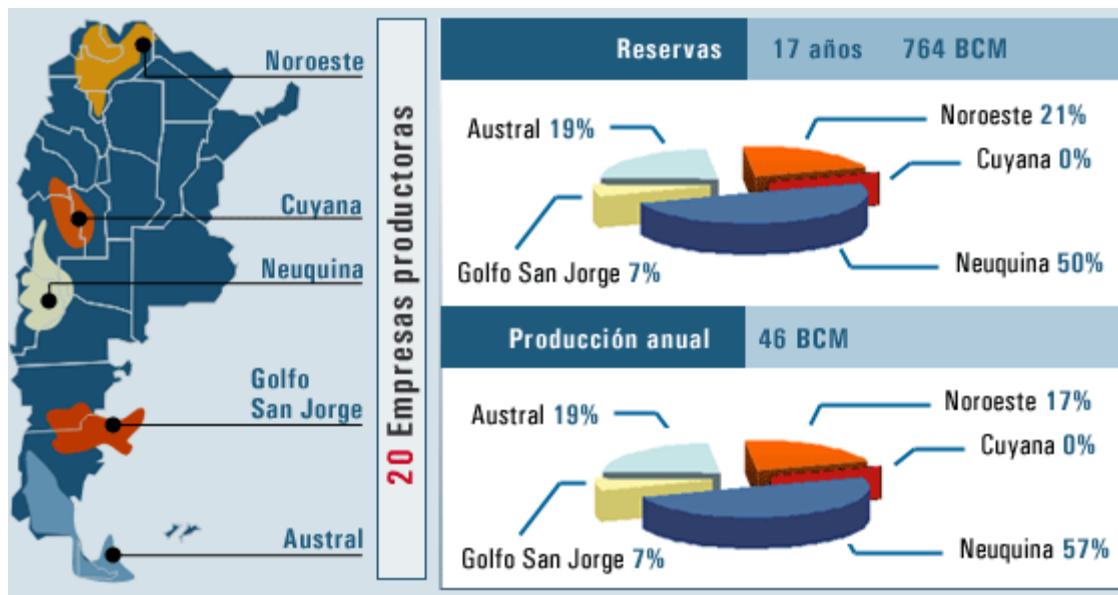 Noroeste
Cuyana
Neuquina
Golfo
San Jorge
Austral
20 Empresas productoras
Reservas 17 años 764 BCM
Austral 19%
Noroeste 21%
Cuyana 0%
Golfo San Jorge 7%
Neuquina 50%
Producción anual 46 BCM
Austral 19%
Noroeste 17%
Cuyana 0%
Golfo San Jorge 7%
Neuquina 57%